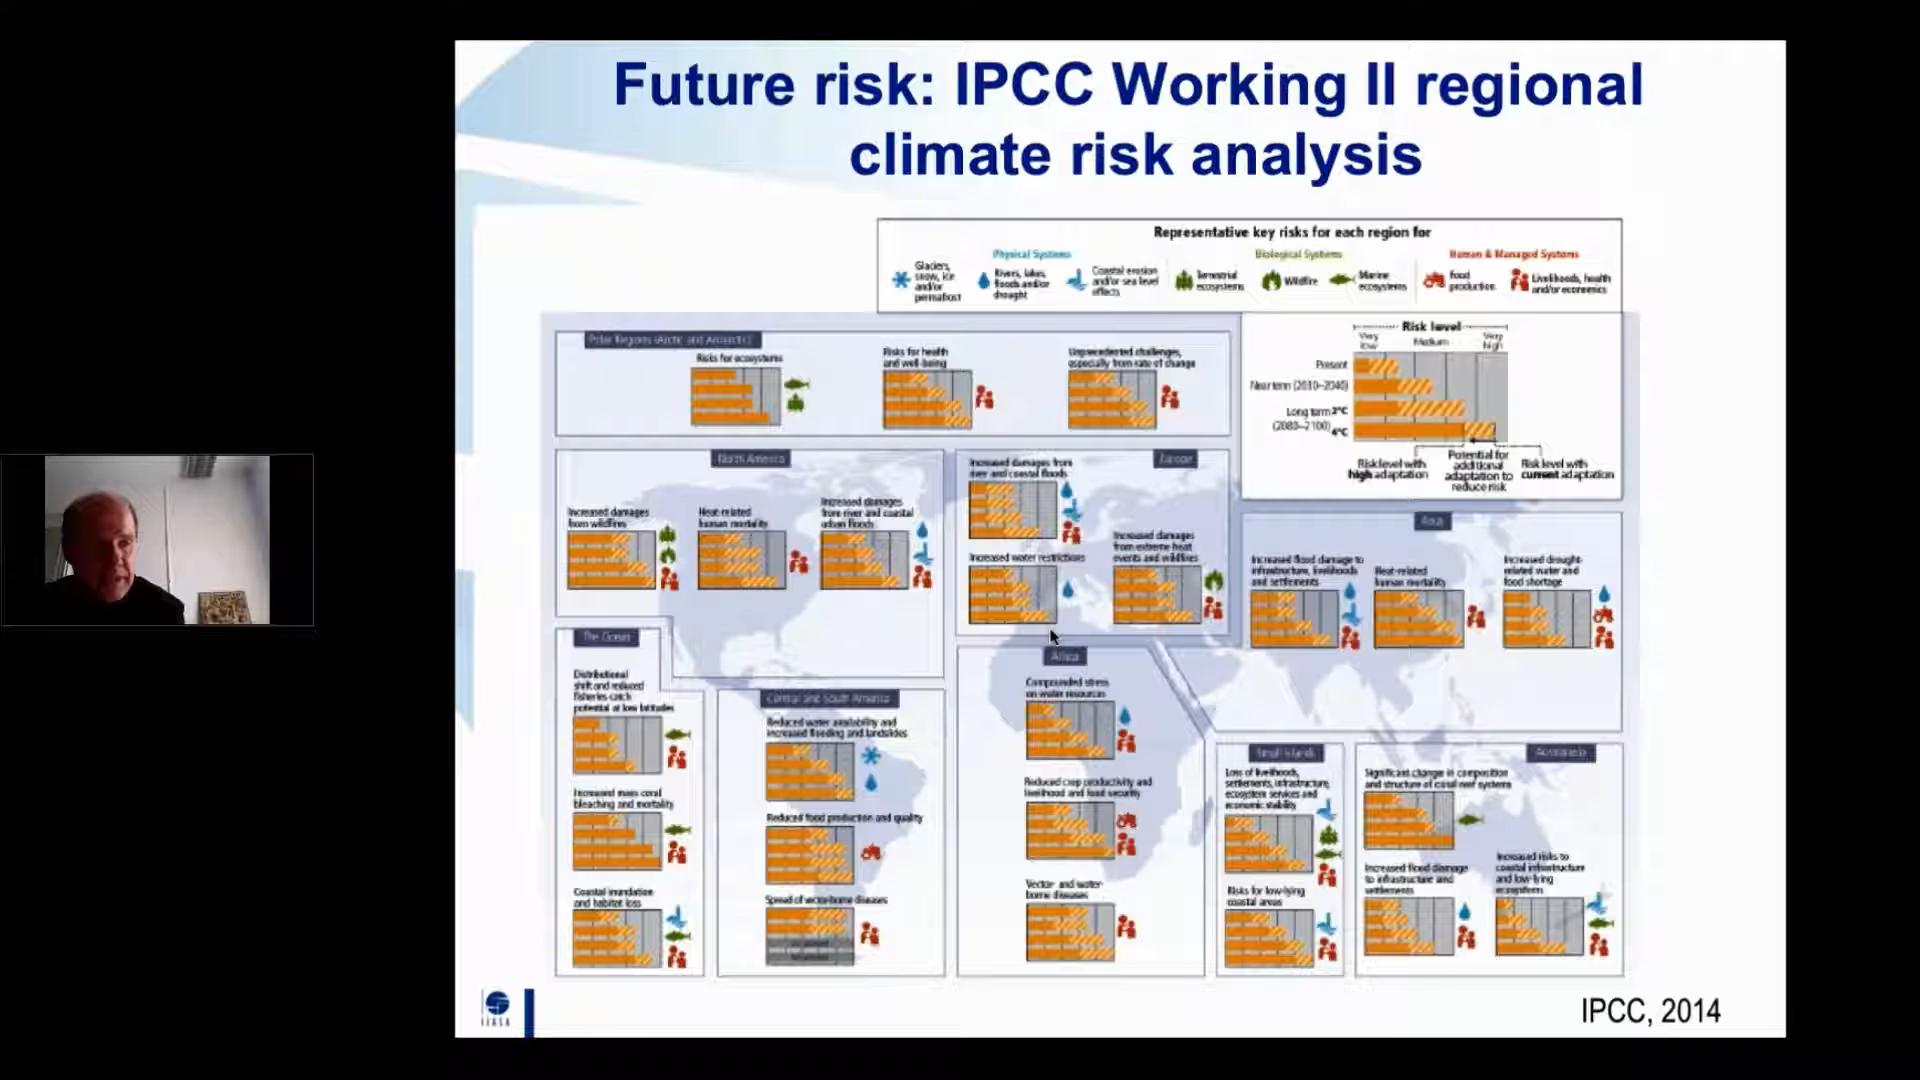 Future risk: IPCC Working II regional
climate risk analysis
Representative key risks for each region for
Physical Systems
Biological Systems
Human & Managed Systems
Glaciers,
snow, ice
and/or
permafrost
Rivers, lakes,
floods and/or
drought
Coastal erosion
and/or sea level
effects
Terrestrial
ecosystems
Wildfire
Marine
ecosystems
Food
production
Livelihoods, health
and/or economics
Risk level
Very
low
Medium
Very
high
Present
Near term (2030–2040)
Long term 2°C
(2080–2100) 4°C
Risk level with
high adaptation
Potential for
additional
adaptation to
reduce risk
Risk level with
current adaptation
Polar Regions (Arctic and Antarctic)
Risks for ecosystems
Risks for health
and well-being
Unprecedented challenges,
especially from rate of change
North America
Increased damages
from wildfires
Heat-related
human mortality
Increased damages
from river and coastal
urban floods
Europe
Increased damages from
river and coastal floods
Increased water restrictions
Increased damages
from extreme heat
events and wildfires
Asia
Increased flood damage to
infrastructure, livelihoods
and settlements
Heat-related
human mortality
Increased drought-
related water and
food shortage
The Ocean
Distributional
shift and reduced
fisheries catch
potential at low latitudes
Increased mass coral
bleaching and mortality
Coastal inundation
and habitat loss
Central and South America
Reduced water availability and
increased flooding and landslides
Reduced food production and quality
Spread of vector-borne diseases
Africa
Compounded stress
on water resources
Reduced crop productivity and
livelihood and food security
Vector- and water-
borne diseases
Small Islands
Loss of livelihoods,
settlements, infrastructure,
ecosystem services and
economic stability
Risks for low-lying
coastal areas
Australasia
Significant change in composition
and structure of coral reef systems
Increased flood damage
to infrastructure and
settlements
Increased risks to
coastal infrastructure
and low-lying
ecosystems
IIASA
IPCC, 2014